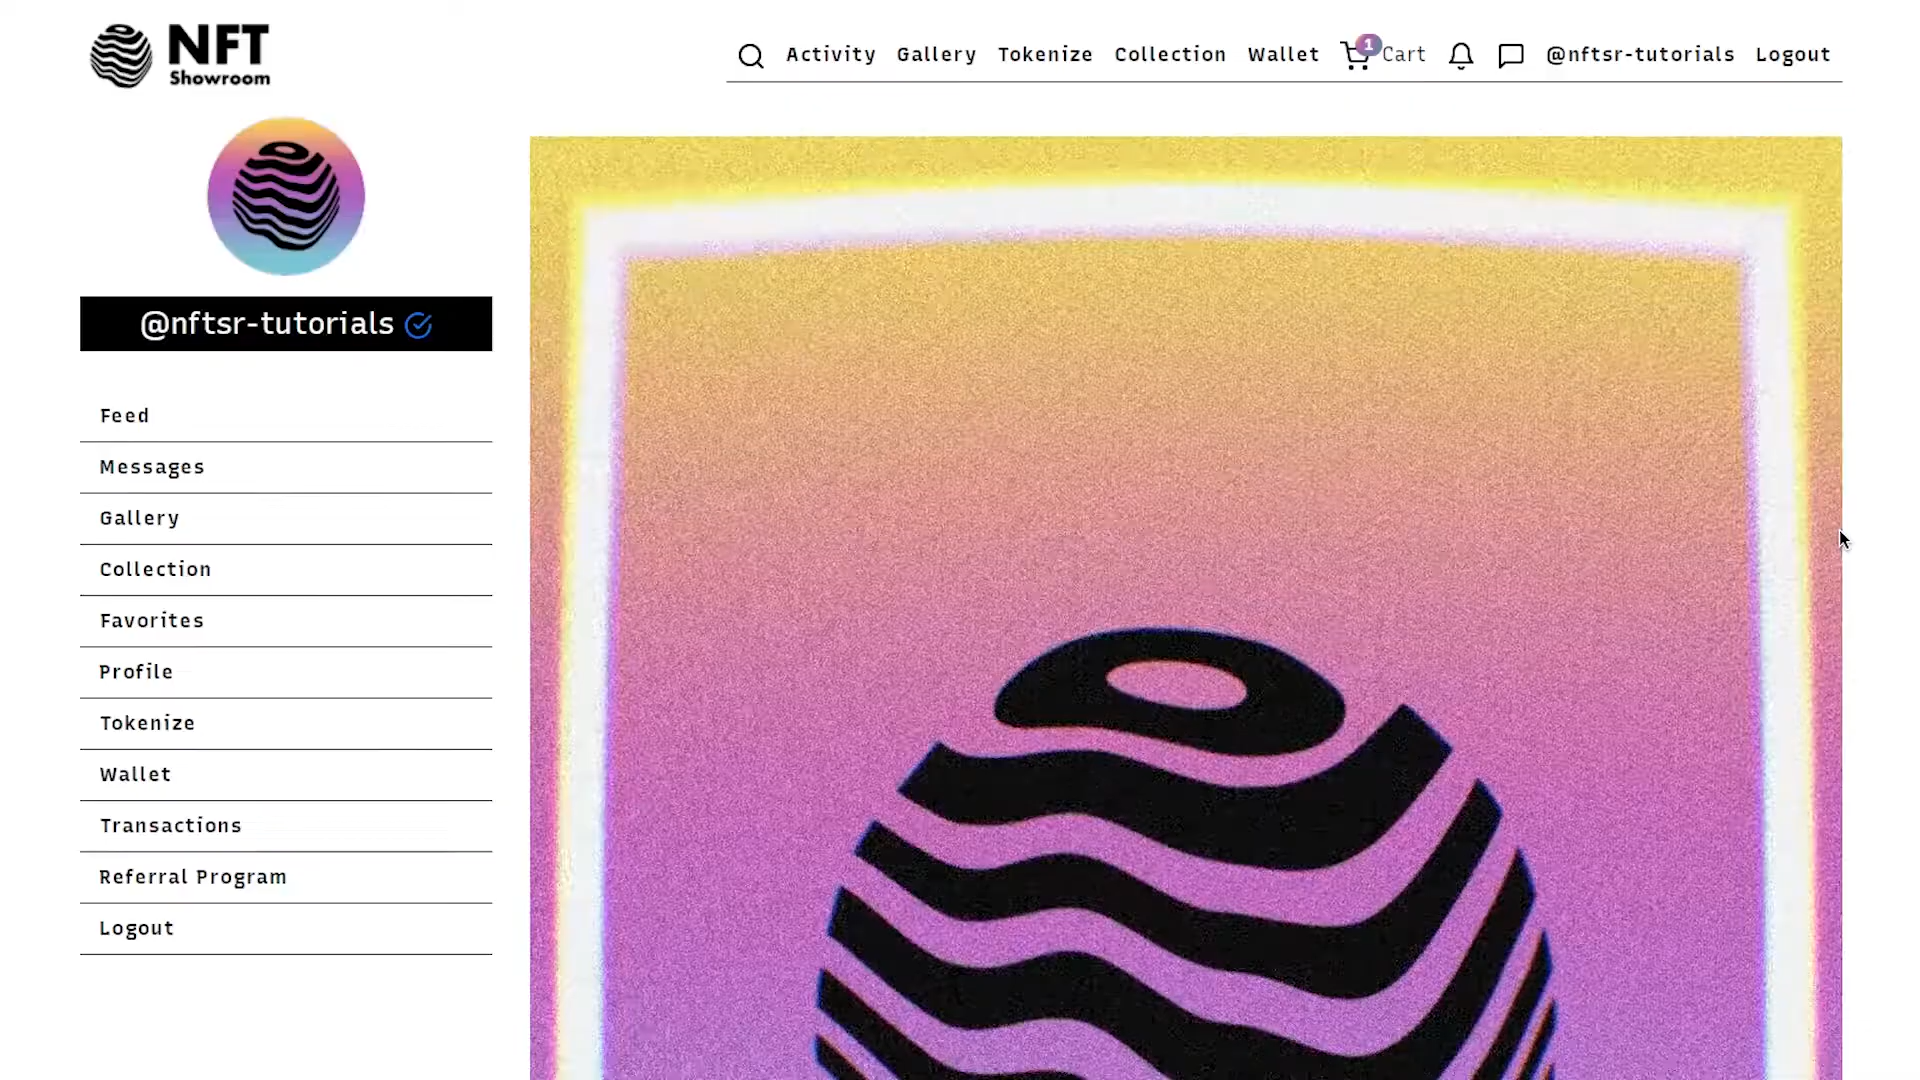 NFT
Showroom
Activity Gallery Tokenize Collection Wallet 1 Cart @nftsr-tutorials Logout
@nftsr-tutorials
Feed
Messages
Gallery
Collection
Favorites
Profile
Tokenize
Wallet
Transactions
Referral Program
Logout